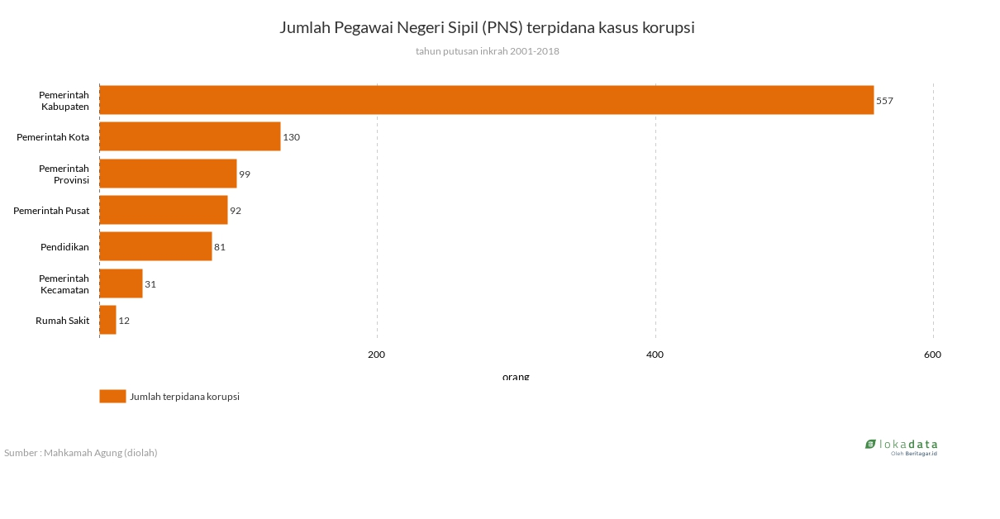 Jumlah Pegawai Negeri Sipil (PNS) terpidana kasus korupsi
tahun putusan inkrah 2001-2018
Pemerintah
Kabupaten
557
Pemerintah Kota
130
Pemerintah
Provinsi
99
Pemerintah Pusat
92
Pendidikan
81
Pemerintah
Kecamatan
31
Rumah Sakit
12
200
400
600
orang
Jumlah terpidana korupsi
Sumber : Mahkamah Agung (diolah)
lokadata
Oleh Beritagar.id